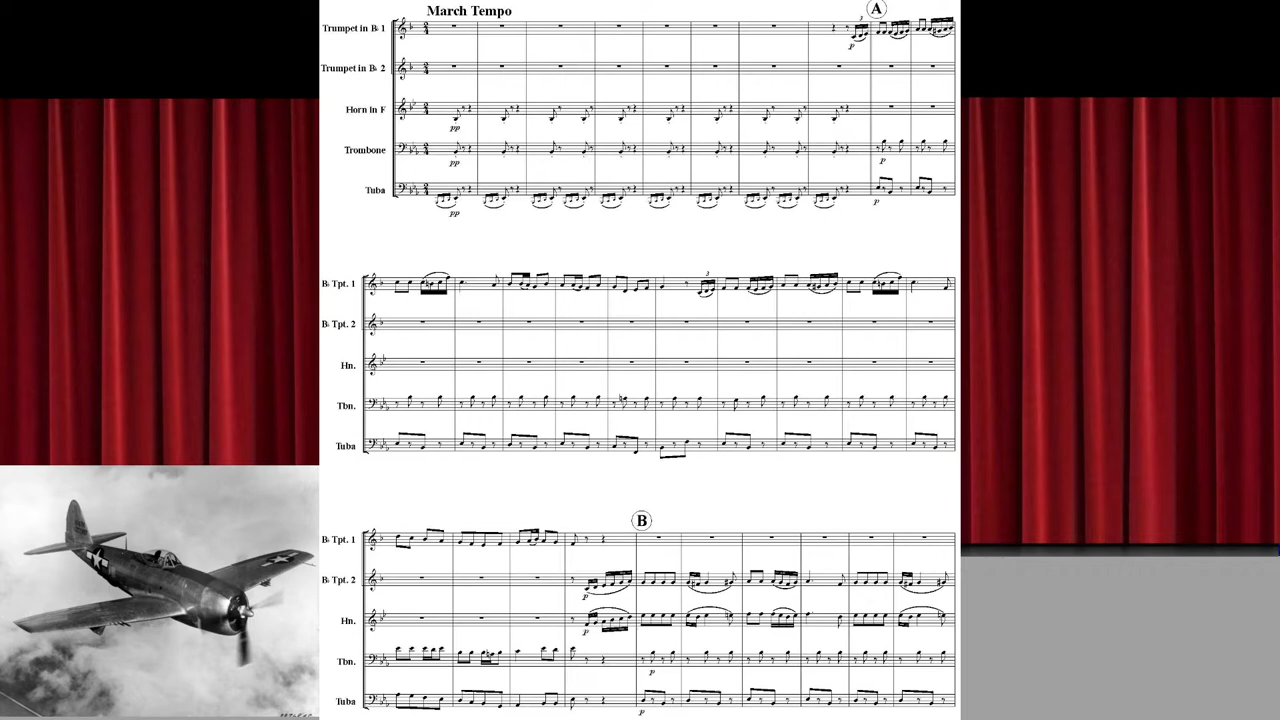 March Tempo
A
Trumpet in B♭ 1
3
p
Trumpet in B♭ 2
Horn in F
pp
Trombone
pp
p
Tuba
pp
p
B♭ Tpt. 1
3
B♭ Tpt. 2
Hn.
Tbn.
Tuba
B
B♭ Tpt. 1
B♭ Tpt. 2
p
Hn.
p
Tbn.
p
Tuba
p